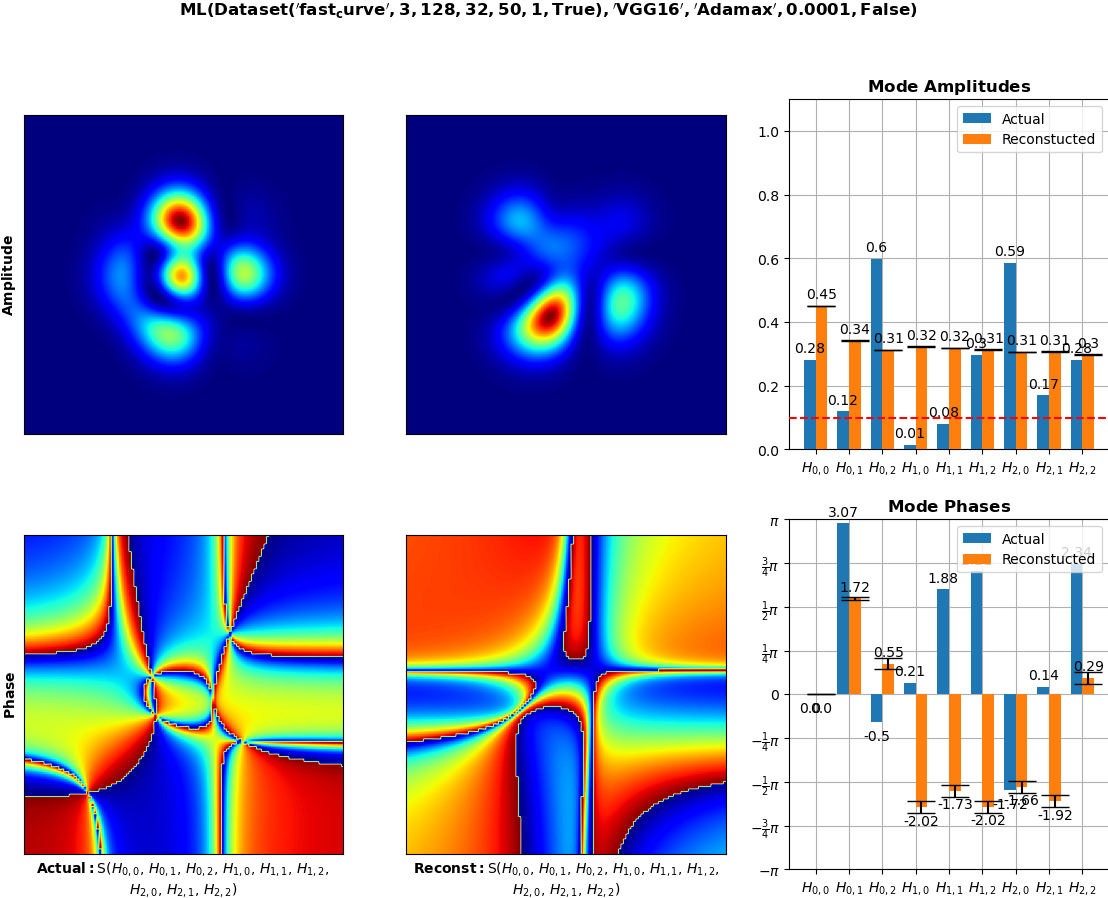 ML(Dataset('fast_curve', 3, 128, 32, 50, 1, True), 'VGG16', 'Adamax', 0.0001, False)
Amplitude
Mode Amplitudes
Actual
Reconstucted
1.0
0.8
0.6
0.4
0.2
0.0
0.28
0.45
0.12
0.34
0.6
0.31
0.01
0.32
0.08
0.32
0.3
0.31
0.59
0.31
0.17
0.31
0.28
0.3
H0,0 H0,1 H0,2 H1,0 H1,1 H1,2 H2,0 H2,1 H2,2
Phase
Actual: S(H0,0, H0,1, H0,2, H1,0, H1,1, H1,2,
H2,0, H2,1, H2,2)
Reconst: S(H0,0, H0,1, H0,2, H1,0, H1,1, H1,2,
H2,0, H2,1, H2,2)
Mode Phases
Actual
Reconstucted
π
3/4π
1/2π
1/4π
0
−1/4π
−1/2π
−3/4π
−π
0.0
0.0
3.07
1.72
-0.5
0.55
0.21
-2.02
1.88
-1.73
-2.02
-1.72
-1.66
0.14
-1.92
2.34
0.29
H0,0 H0,1 H0,2 H1,0 H1,1 H1,2 H2,0 H2,1 H2,2